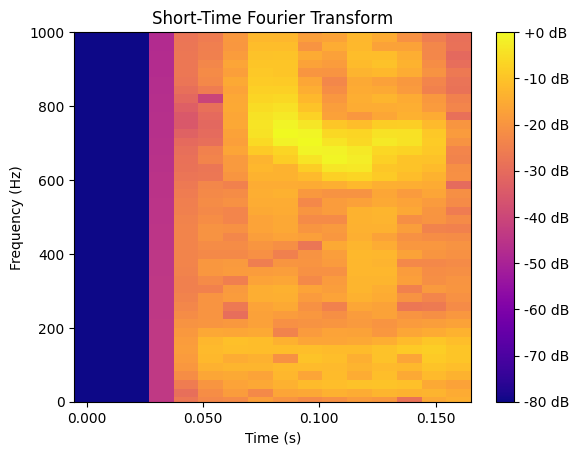 Short-Time Fourier Transform
Frequency (Hz)
1000
800
600
400
200
0
0.000
0.050
0.100
0.150
Time (s)
+0 dB
-10 dB
-20 dB
-30 dB
-40 dB
-50 dB
-60 dB
-70 dB
-80 dB